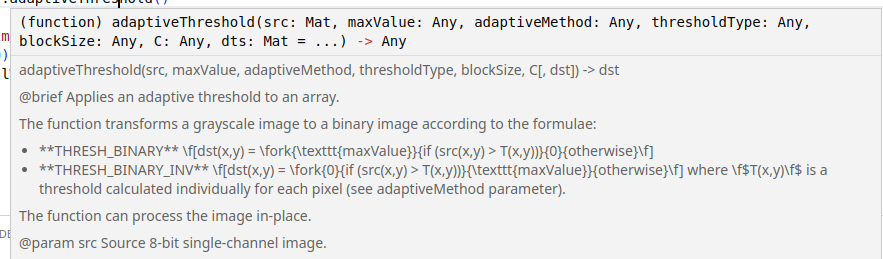 .adaptiveThreshold()
(function) adaptiveThreshold(src: Mat, maxValue: Any, adaptiveMethod: Any, thresholdType: Any,
blockSize: Any, C: Any, dts: Mat = ...) -> Any
adaptiveThreshold(src, maxValue, adaptiveMethod, thresholdType, blockSize, C[, dst]) -> dst
@brief Applies an adaptive threshold to an array.
The function transforms a grayscale image to a binary image according to the formulae:
• **THRESH_BINARY** \f[dst(x,y) = \fork{\texttt{maxValue}}{if (src(x,y) > T(x,y))}{0}{otherwise}\f]
• **THRESH_BINARY_INV** \f[dst(x,y) = \fork{0}{if (src(x,y) > T(x,y))}{\texttt{maxValue}}{otherwise}\f] where \f$T(x,y)\f$ is a
threshold calculated individually for each pixel (see adaptiveMethod parameter).
The function can process the image in-place.
@param src Source 8-bit single-channel image.